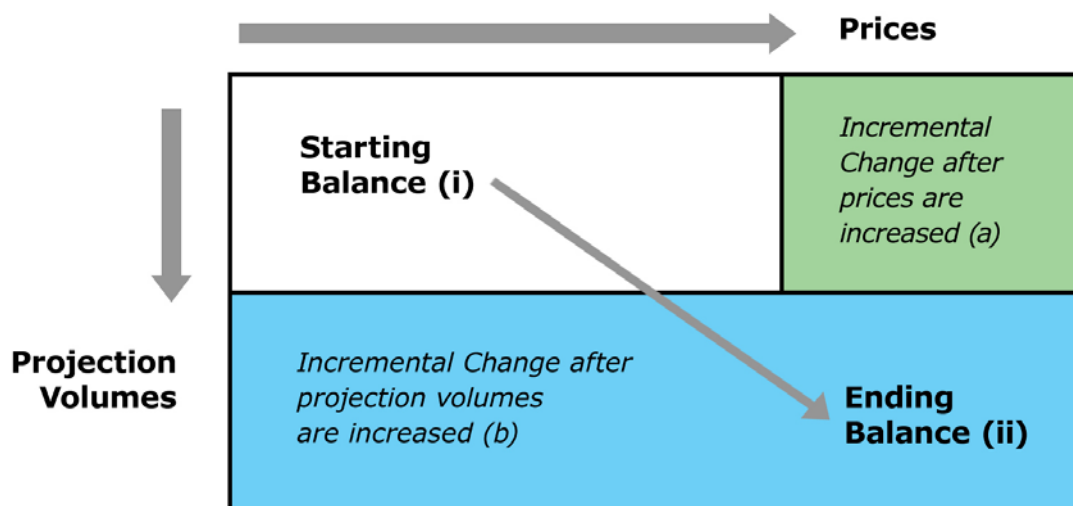 Prices
Starting
Balance (i)
Incremental
Change after
prices are
increased (a)
Projection
Volumes
Incremental Change after
projection volumes
are increased (b)
Ending
Balance (ii)